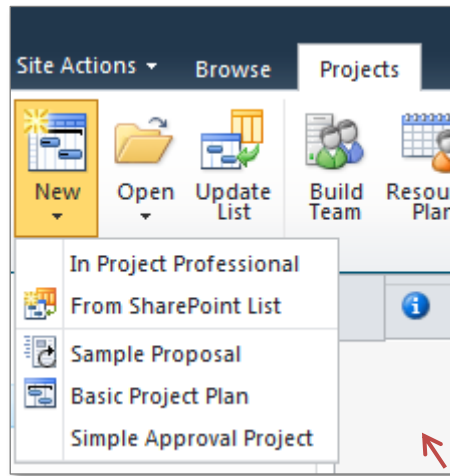 Site Actions Browse Projects
New Open Update List Build Team
In Project Professional
From SharePoint List
Sample Proposal
Basic Project Plan
Simple Approval Project